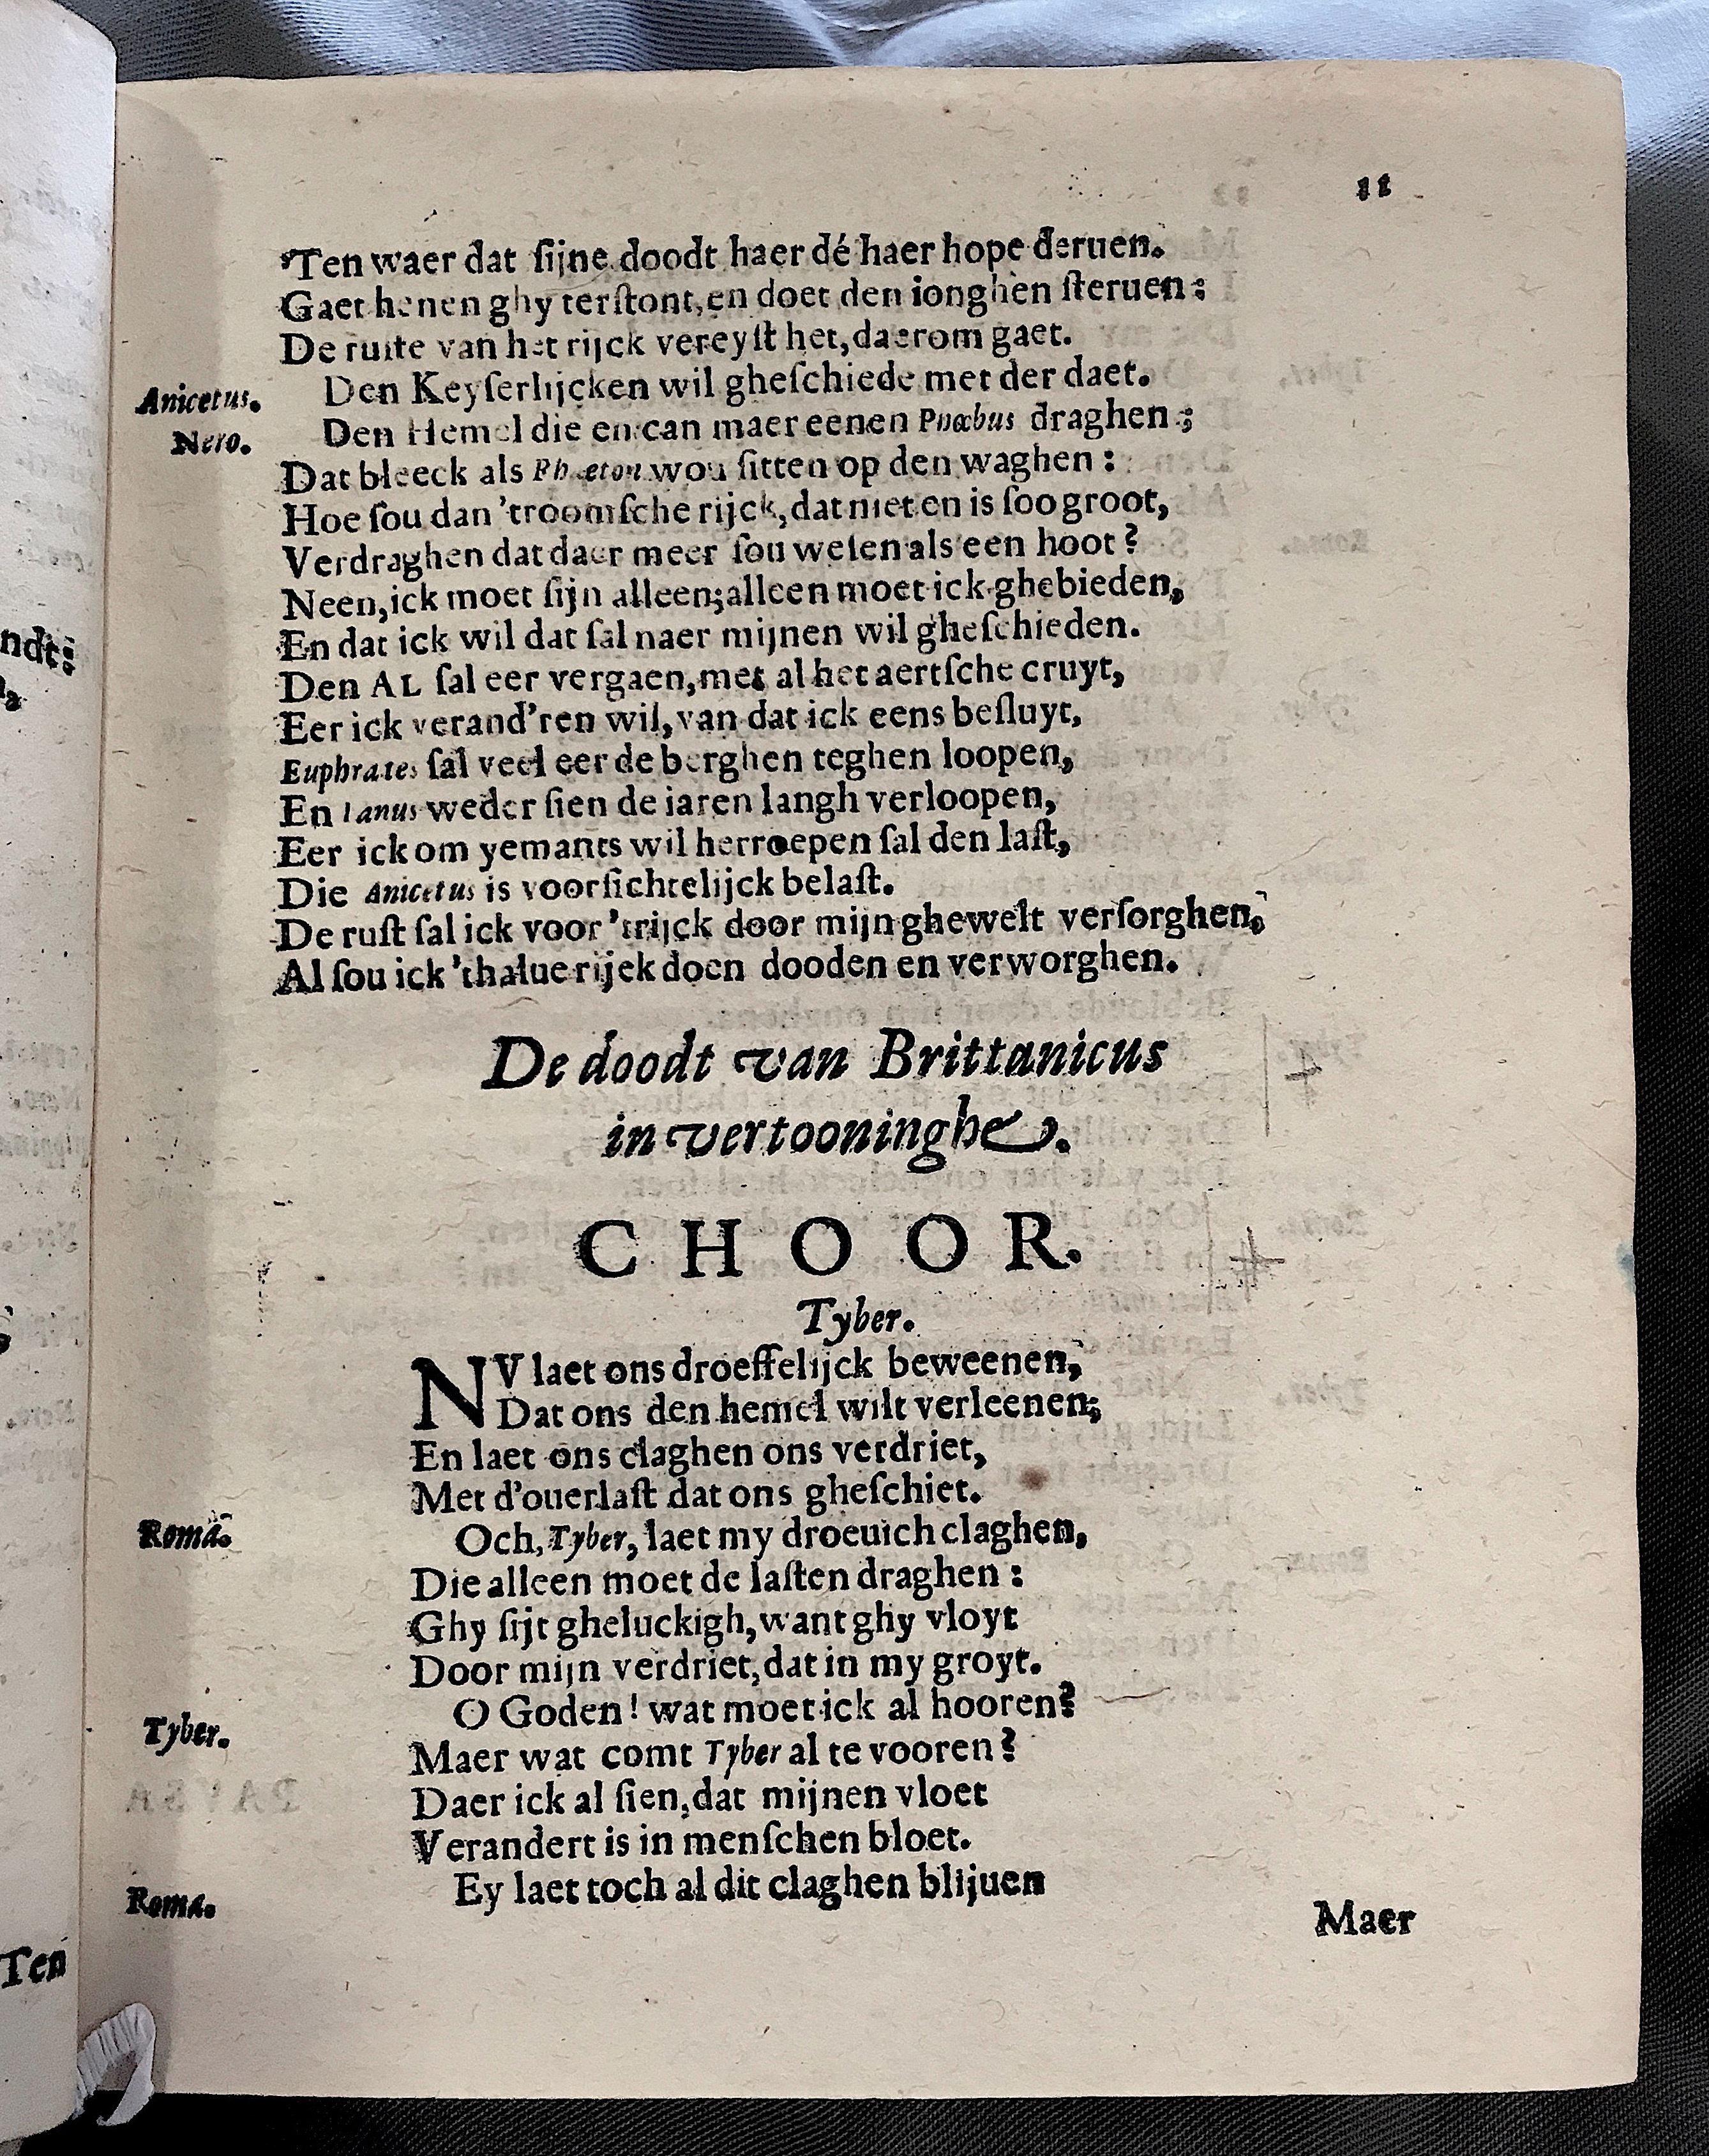 11
'Ten waer dat ſijne doodt haer dé haer hope deruen.
Gaet henen ghy terſtont, en doet den ionghen ſteruen:
De ruste van het rijck vereyſt het, daerom gaet.
Anicetus. Den Keyſerlijcken wil gheſchiede met der daet.
Nero. Den Hemel die en can maer eenen Phœbus draghen;
Dat bleeck als Phæton wou ſitten op den waghen:
Hoe ſou dan 'troomſche rijck, dat niet en is ſoo groot,
Verdraghen dat daer meer ſou weſen als een hoot?
Neen, ick moet ſijn alleen; alleen moet ick ghebieden,
En dat ick wil dat ſal naer mijnen wil gheſchieden.
Den AL ſal eer vergaen, met al het aertſche cruyt,
Eer ick verand'ren wil, van dat ick eens beſluyt,
Euphrates ſal veel eer de berghen teghen loopen,
En Ianus weder ſien de iaren langh verloopen,
Eer ick om yemants wil herroepen ſal den laſt,
Die Anicetus is voorſichtelijck belaſt.
De ruſt ſal ick voor 'trijck door mijn ghewelt verſorghen,
Al ſou ick 'thalue rijck doen dooden en verworghen.
De doodt van Brittanicus
in vertooninghe.
CHOOR.
Tyber.
NV laet ons droeffelijck beweenen,
Dat ons den hemel wilt verleenen;
En laet ons claghen ons verdriet,
Met d'ouerlaſt dat ons gheſchiet.
Roma. Och, Tyber, laet my droeuich claghen,
Die alleen moet de laſten draghen:
Ghy ſijt gheluckigh, want ghy vloyt
Door mijn verdriet, dat in my groyt.
Tyber. O Goden! wat moet ick al hooren?
Maer wat comt Tyber al te vooren?
Daer ick al ſien, dat mijnen vloet
Verandert is in menſchen bloet.
Roma. Ey laet toch al dit claghen blijuen
Maer
ndt:
Ten